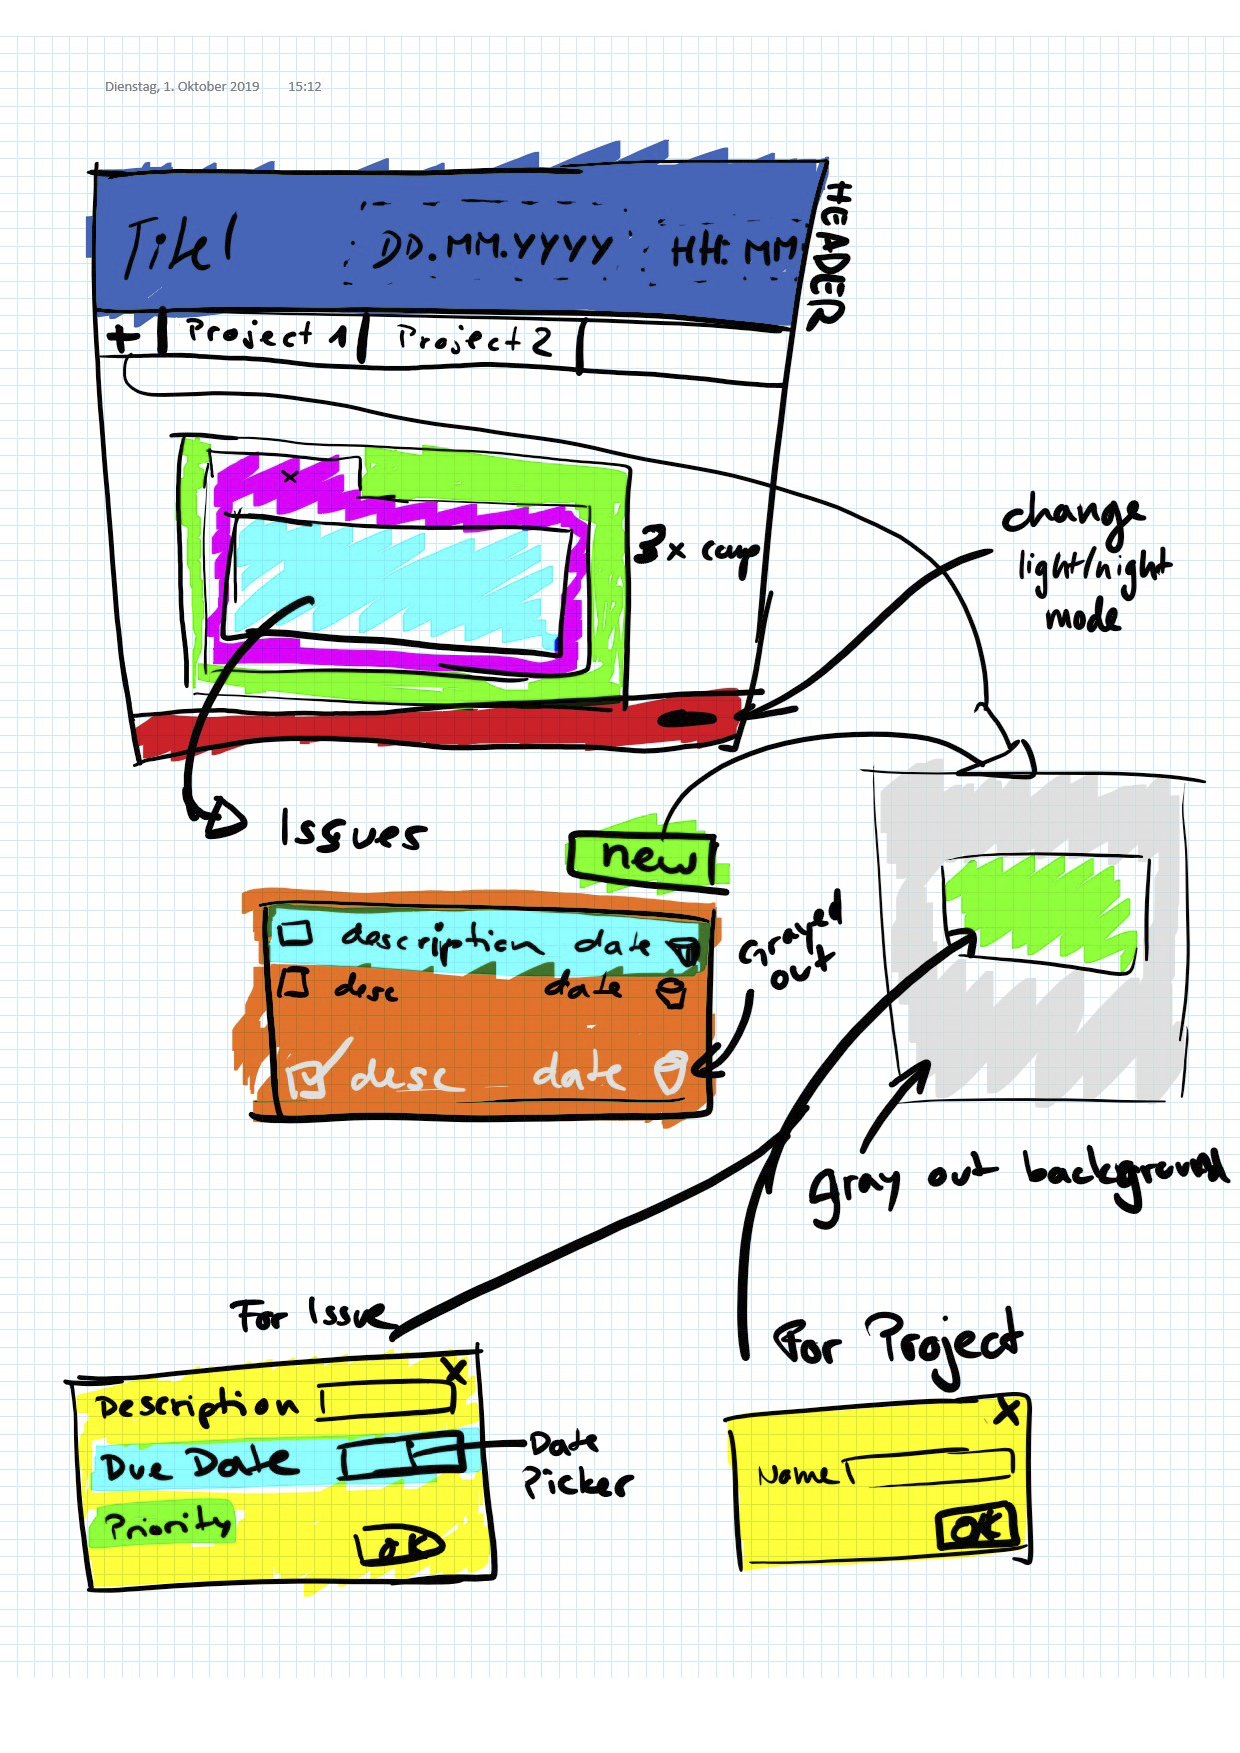 Dienstag, 1. Oktober 2019 15:12
Titel DD.MM.YYYY HH:MM
HEADER
+ Project 1 Project 2
x
3x
change
light/night
mode
Issues
new
description date
desc date
desc date
Grayed
out
gray out background
For Issue
For Project
x
Description
Due Date
Date
Picker
Priority
OK
x
Name
OK